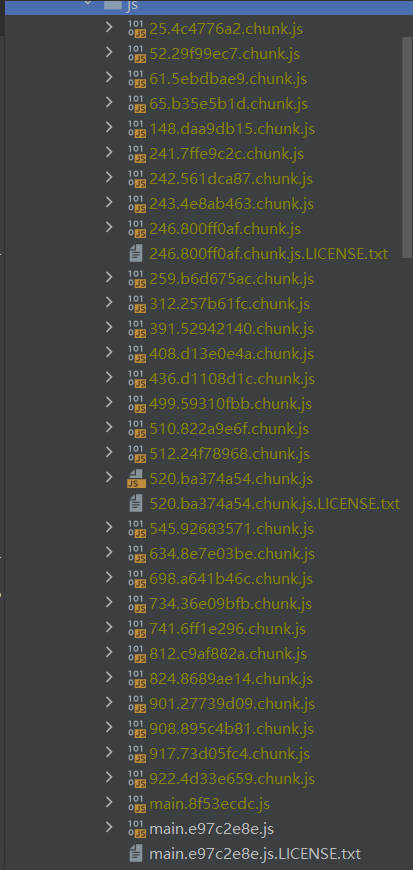 js
25.4c4776a2.chunk.js
52.29f99ec7.chunk.js
61.5ebdbae9.chunk.js
65.b35e5b1d.chunk.js
148.daa9db15.chunk.js
241.7ffe9c2c.chunk.js
242.561dca87.chunk.js
243.4e8ab463.chunk.js
246.800ff0af.chunk.js
246.800ff0af.chunk.js.LICENSE.txt
259.b6d675ac.chunk.js
312.257b61fc.chunk.js
391.52942140.chunk.js
408.d13e0e4a.chunk.js
436.d1108d1c.chunk.js
499.59310fbb.chunk.js
510.822a9e6f.chunk.js
512.24f78968.chunk.js
520.ba374a54.chunk.js
520.ba374a54.chunk.js.LICENSE.txt
545.92683571.chunk.js
634.8e7e03be.chunk.js
698.a641b46c.chunk.js
734.36e09bfb.chunk.js
741.6ff1e296.chunk.js
812.c9af882a.chunk.js
824.8689ae14.chunk.js
901.27739d09.chunk.js
908.895c4b81.chunk.js
917.73d05fc4.chunk.js
922.4d33e659.chunk.js
main.8f53ecdc.js
main.e97c2e8e.js
main.e97c2e8e.js.LICENSE.txt